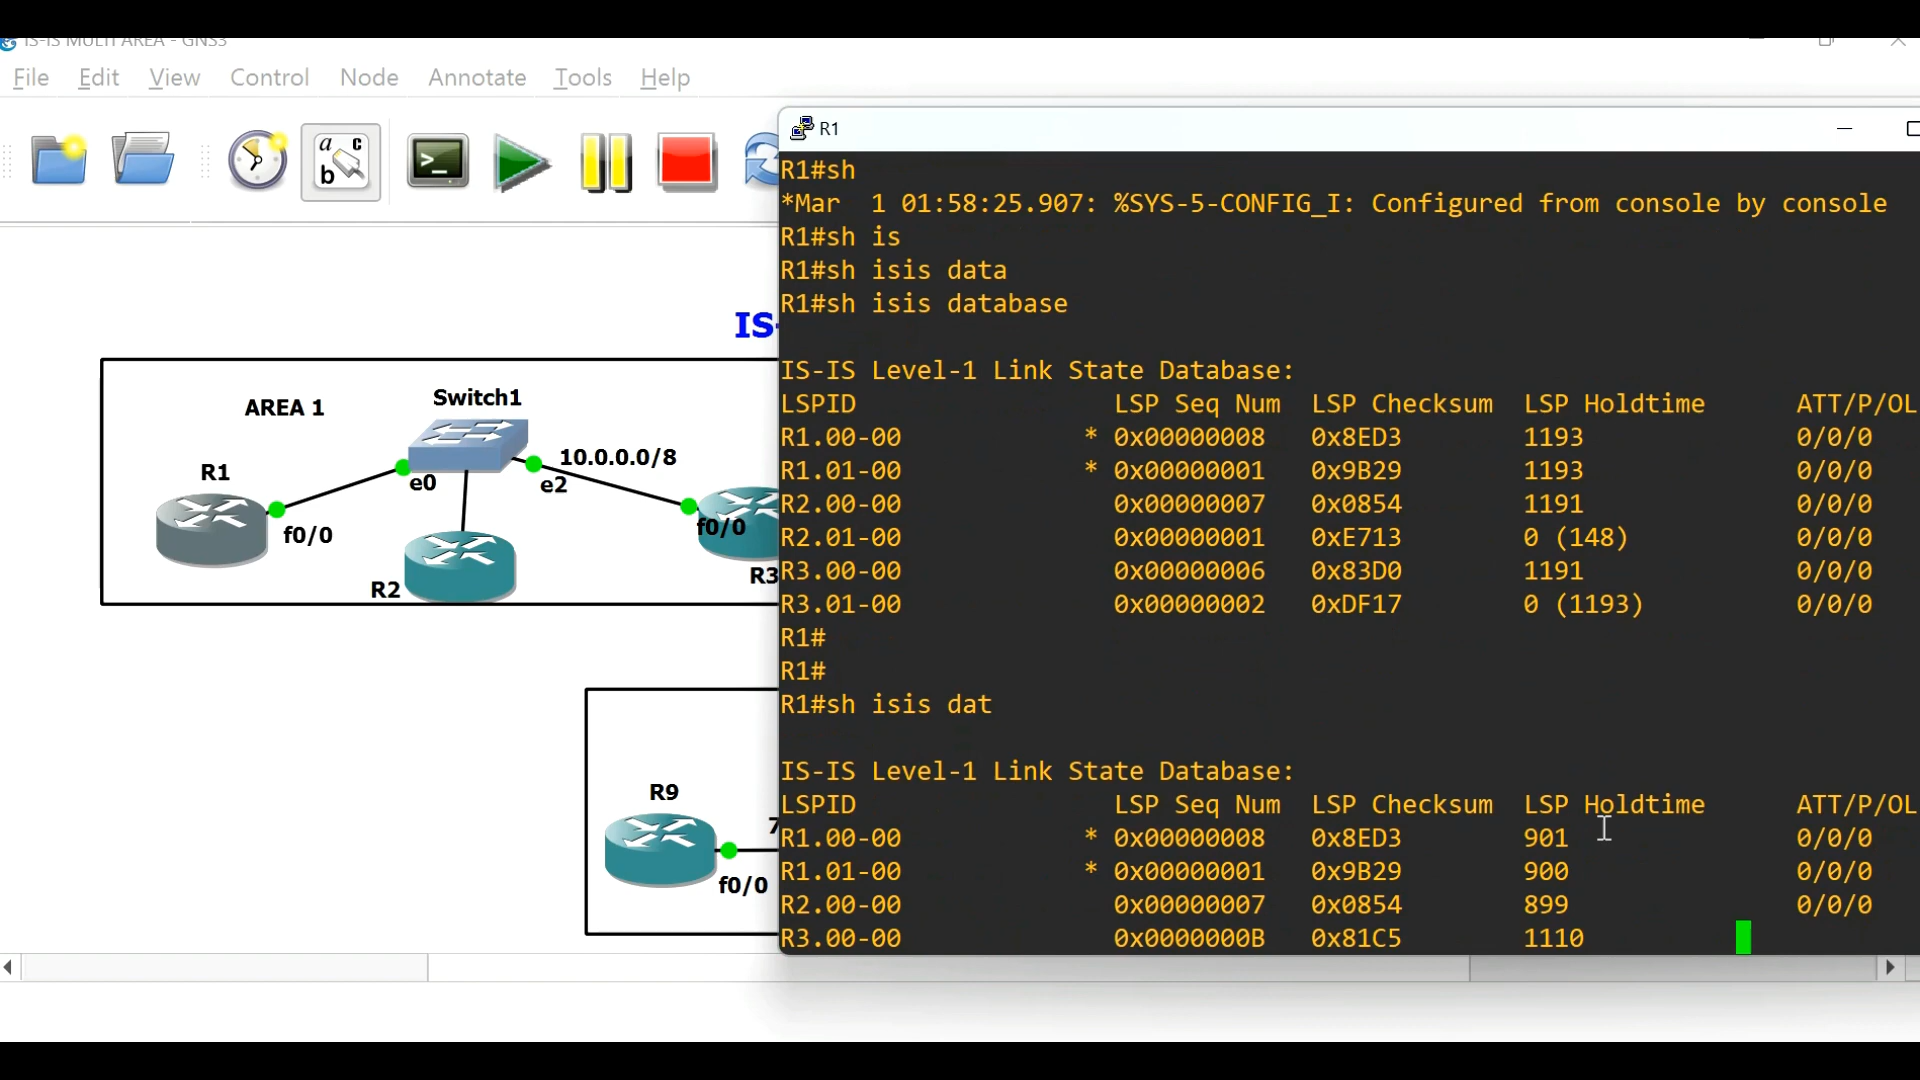 IS-IS MULTI AREA - GNS3
File Edit View Control Node Annotate Tools Help
a c
b
>_
IS-
AREA 1
Switch1
10.0.0.0/8
R1
e0
e2
f0/0
f0/0
R2
R3
R9
7
f0/0
R1
R1#sh
*Mar  1 01:58:25.907: %SYS-5-CONFIG_I: Configured from console by console
R1#sh is
R1#sh isis data
R1#sh isis database
IS-IS Level-1 Link State Database:
LSPID LSP Seq Num LSP Checksum LSP Holdtime ATT/P/OL
R1.00-00 * 0x00000008 0x8ED3 1193 0/0/0
R1.01-00 * 0x00000001 0x9B29 1193 0/0/0
R2.00-00 0x00000007 0x0854 1191 0/0/0
R2.01-00 0x00000001 0xE713 0 (148) 0/0/0
R3.00-00 0x00000006 0x83D0 1191 0/0/0
R3.01-00 0x00000002 0xDF17 0 (1193) 0/0/0
R1#
R1#
R1#sh isis dat
IS-IS Level-1 Link State Database:
LSPID LSP Seq Num LSP Checksum LSP Holdtime ATT/P/OL
R1.00-00 * 0x00000008 0x8ED3 901 0/0/0
R1.01-00 * 0x00000001 0x9B29 900 0/0/0
R2.00-00 0x00000007 0x0854 899 0/0/0
R3.00-00 0x0000000B 0x81C5 1110